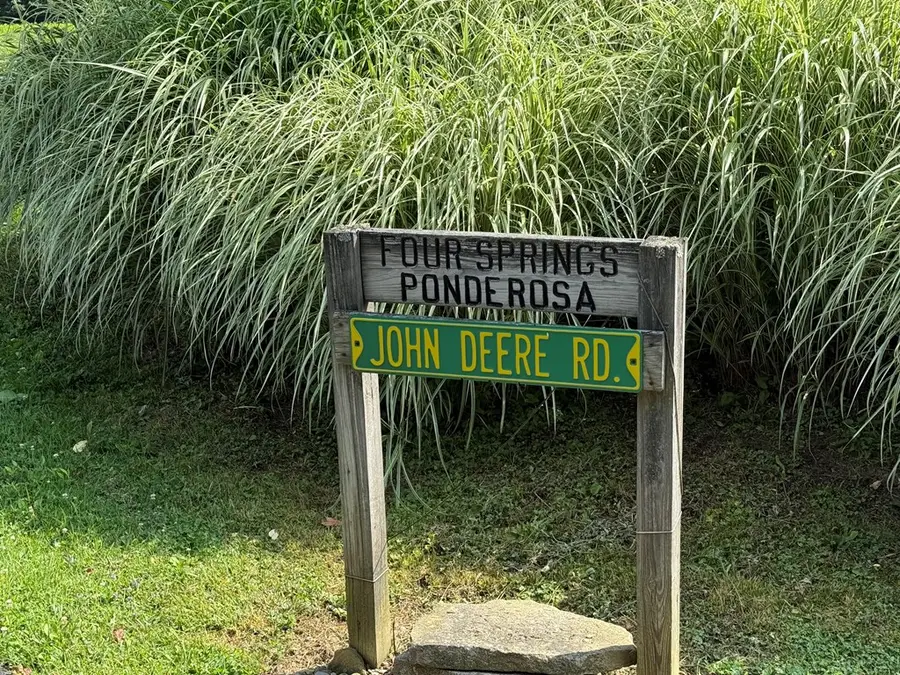 FOUR SPRINGS
PONDEROSA
JOHN DEERE RD.